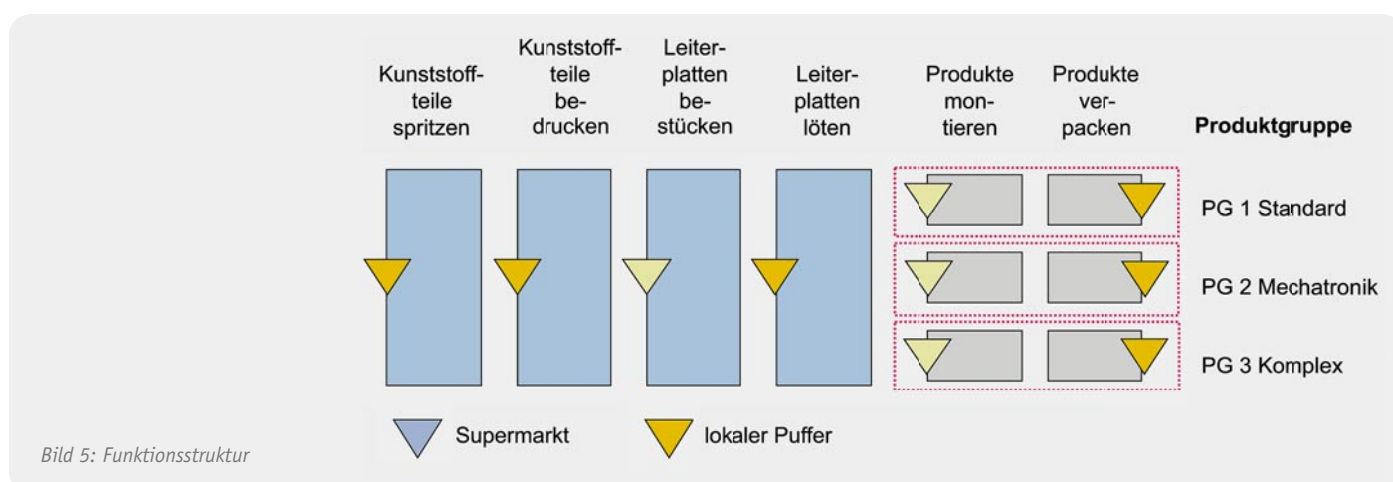 Kunststoff-
teile
spritzen
Kunststoff-
teile
be-
drucken
Leiter-
platten
be-
stücken
Leiter-
platten
löten
Produkte
mon-
tieren
Produkte
ver-
packen
Produktgruppe
PG 1 Standard
PG 2 Mechatronik
PG 3 Komplex
Supermarkt
lokaler Puffer
Bild 5: Funktionsstruktur